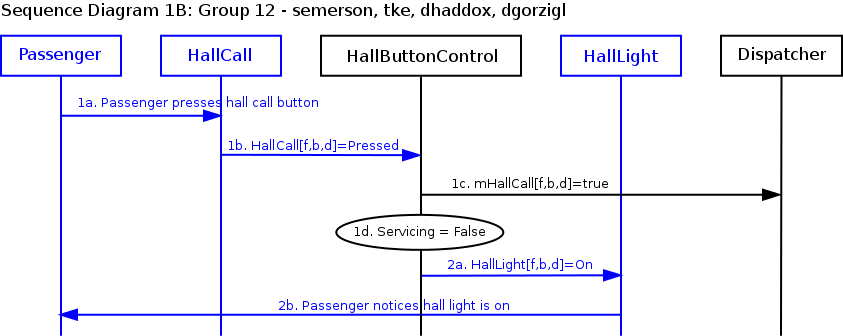 Sequence Diagram 1B: Group 12 - semerson, tke, dhaddox, dgorzigl
Passenger HallCall HallButtonControl HallLight Dispatcher
1a. Passenger presses hall call button
1b. HallCall[f,b,d]=Pressed
1c. mHallCall[f,b,d]=true
1d. Servicing = False
2a. HallLight[f,b,d]=On
2b. Passenger notices hall light is on